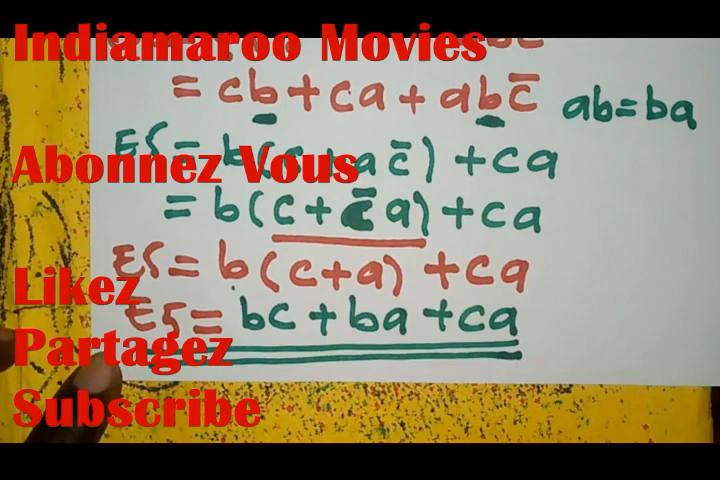 Indiamaroo Movies
= cb + ca + abc̄
ab = ba
ES = b(c + ac̄) + ca
Abonnez Vous
= b(c + c̄a) + ca
ES = b(c + a) + ca
Likez
ES = bc + ba + ca
Partagez
Subscribe